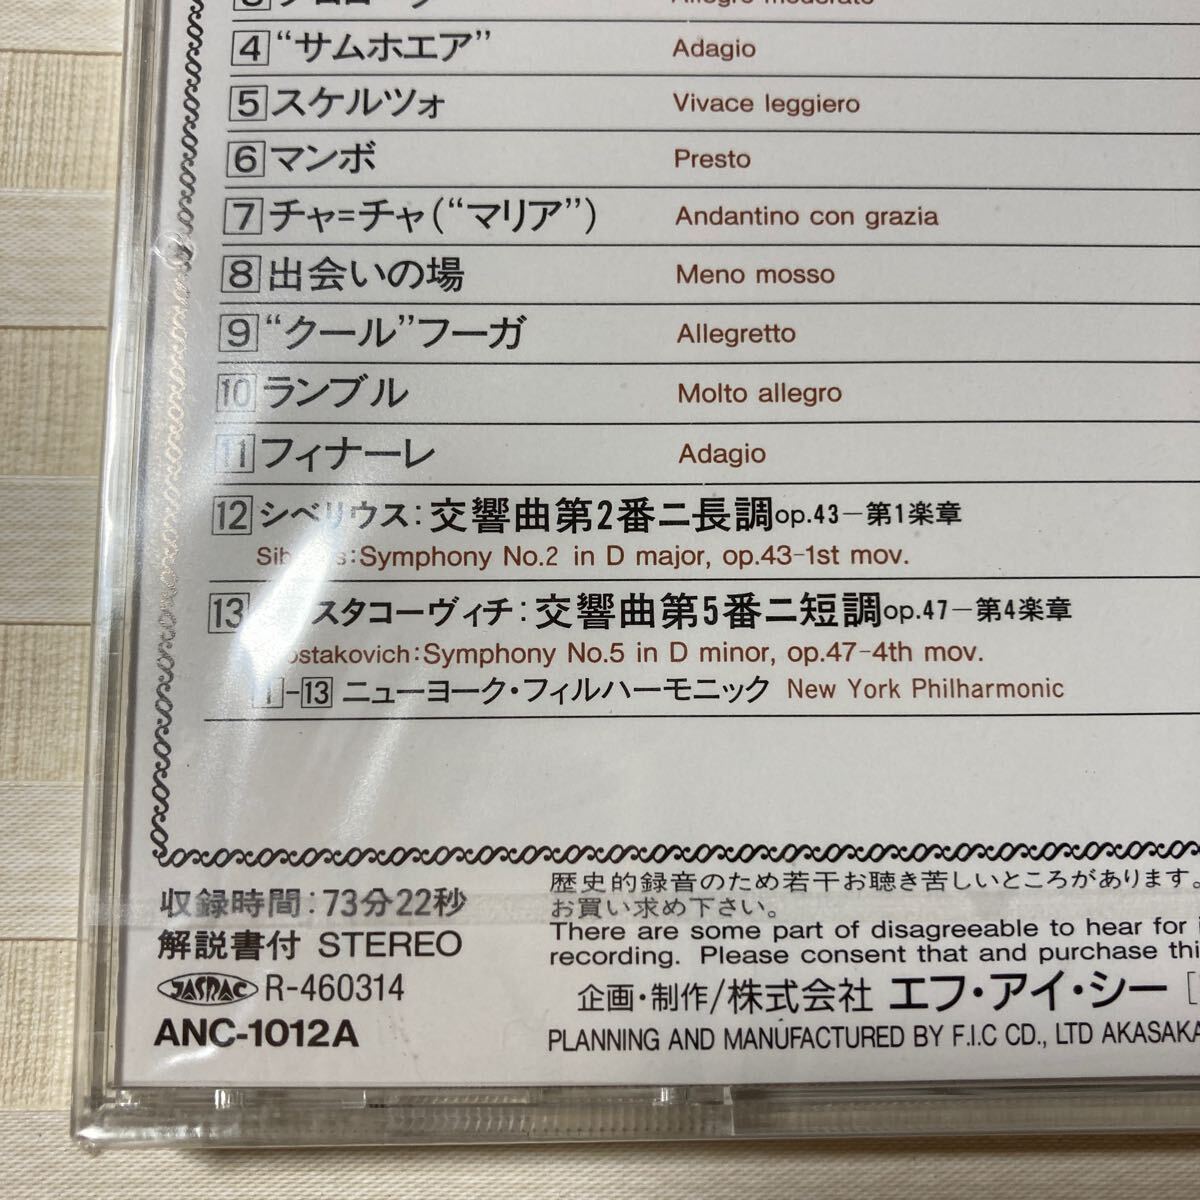 4 “サムホエア” Adagio
5 スケルツォ Vivace leggiero
6 マンボ Presto
7 チャ=チャ(“マリア”) Andantino con grazia
8 出会いの場 Meno mosso
9 “クール”フーガ Allegretto
10 ランブル Molto allegro
11 フィナーレ Adagio
12 シベリウス:交響曲第2番ニ長調op.43-第1楽章
:Symphony No.2 in D major, op.43-1st mov.
13 スタコーヴィチ:交響曲第5番ニ短調op.47-第4楽章
ostakovich:Symphony No.5 in D minor, op.47-4th mov.
1-13 ニューヨーク・フィルハーモニック New York Philharmonic
収録時間:73分22秒
解説書付 STEREO
JASRAC R-460314
ANC-1012A
歴史的録音のため若干お聴き苦しいところがあります。
お買い求め下さい。
There are some part of disagreeable to hear for
recording. Please consent that and purchase
企画・制作/株式会社 エフ・アイ・シー
PLANNING AND MANUFACTURED BY F.I.C CD., LTD AKASAKA